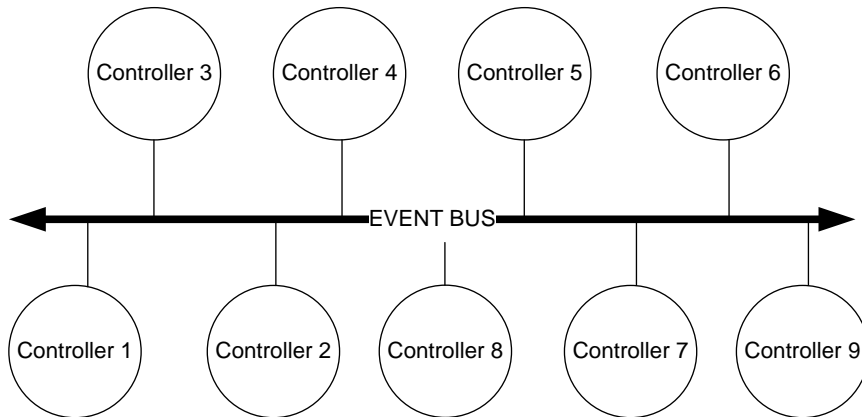 Controller 3
Controller 4
Controller 5
Controller 6
EVENT BUS
Controller 1
Controller 2
Controller 8
Controller 7
Controller 9